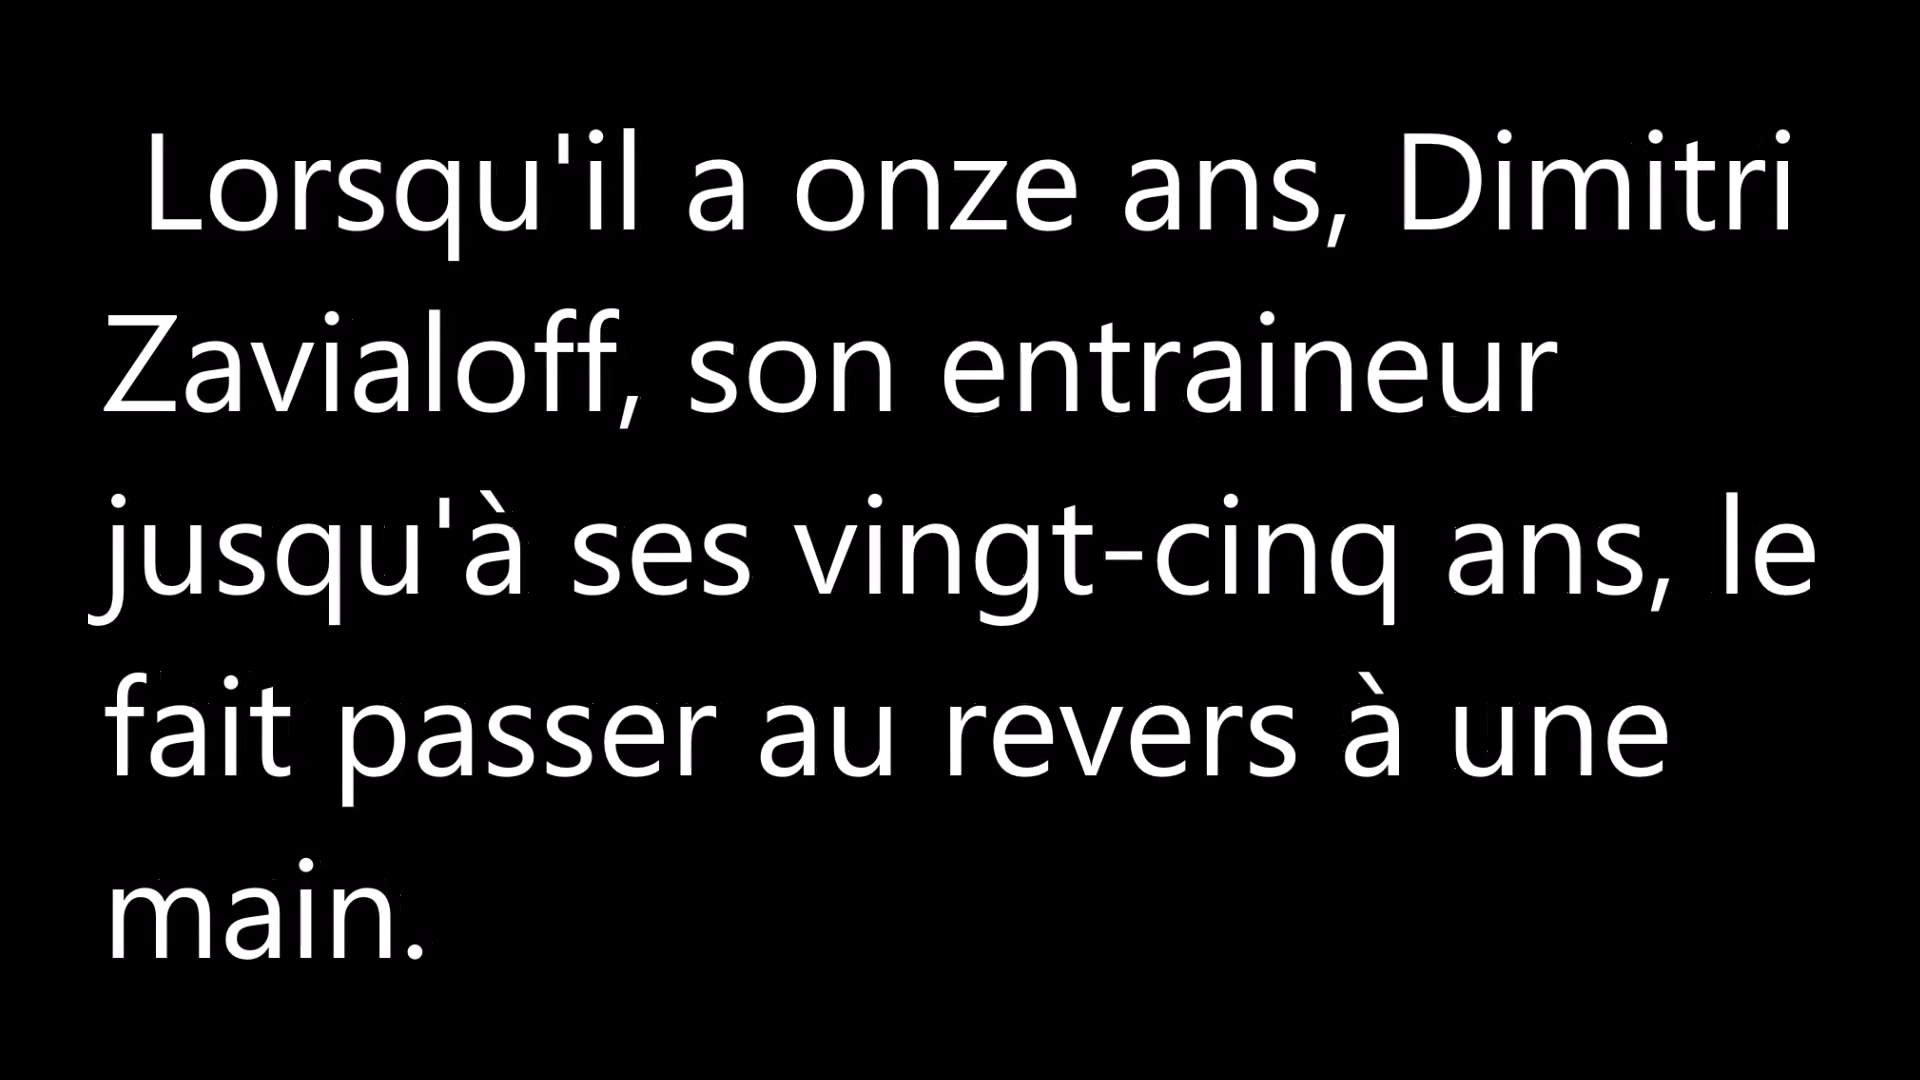 Lorsqu'il a onze ans, Dimitri
Zavialoff, son entraineur
jusqu'à ses vingt-cinq ans, le
fait passer au revers à une
main.